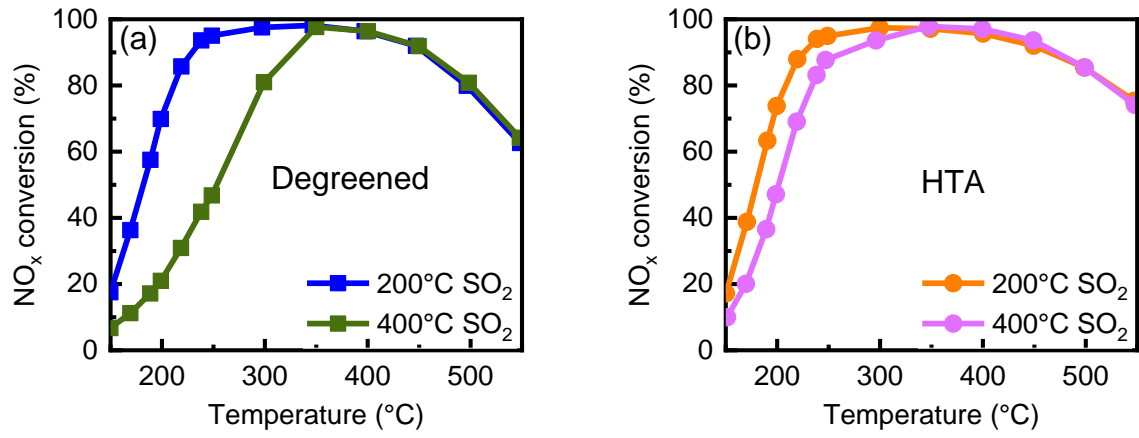 (a)
NOx conversion (%)
100
80
60
40
20
0
Degreened
200°C SO2
400°C SO2
200
300
400
500
Temperature (°C)
(b)
NOx conversion (%)
100
80
60
40
20
0
HTA
200°C SO2
400°C SO2
200
300
400
500
Temperature (°C)